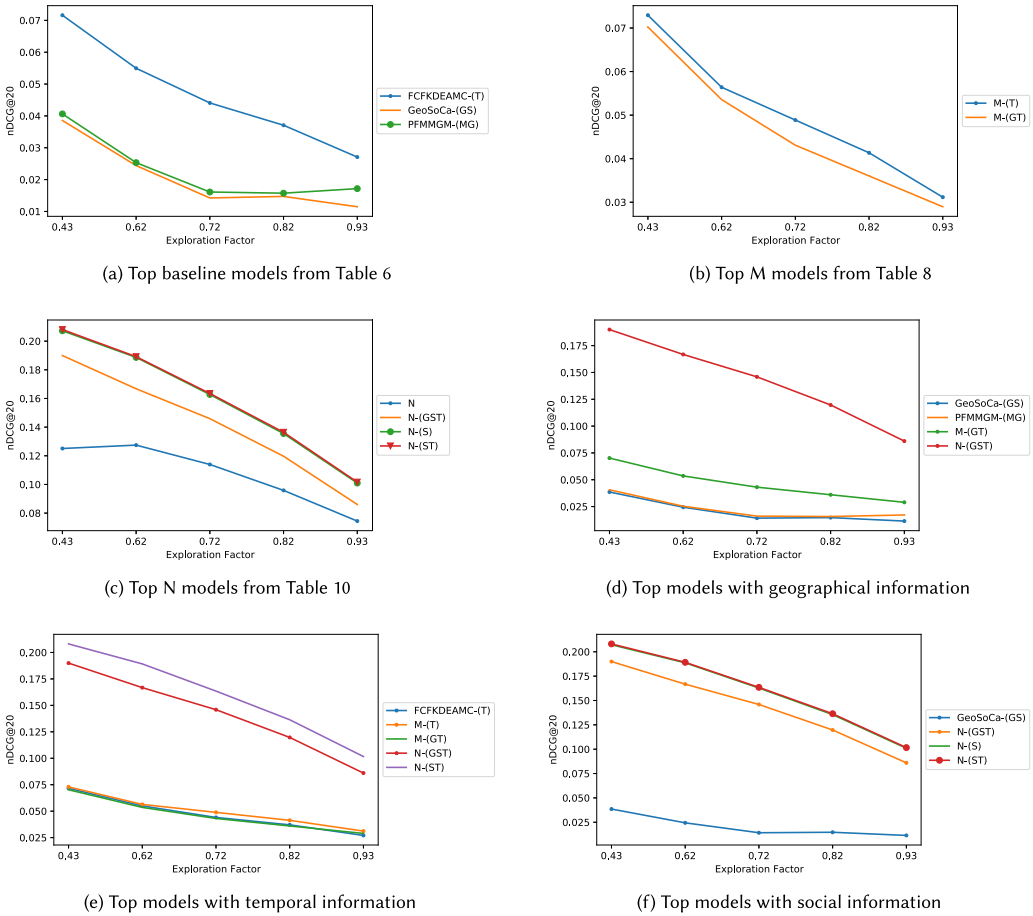 0.07
0.06
0.05
0.04
0.03
0.02
0.01
nDCG@20
0.43 0.62 0.72 0.82 0.93
Exploration Factor
FCFKDEAMC-(T)
GeoSoCa-(GS)
PFMMGM-(MG)
(a) Top baseline models from Table 6
0.07
0.06
0.05
0.04
0.03
nDCG@20
0.43 0.62 0.72 0.82 0.93
Exploration Factor
M-(T)
M-(GT)
(b) Top M models from Table 8
0.20
0.18
0.16
0.14
0.12
0.10
0.08
nDCG@20
0.43 0.62 0.72 0.82 0.93
Exploration Factor
N
N-(GST)
N-(S)
N-(ST)
(c) Top N models from Table 10
0.175
0.150
0.125
0.100
0.075
0.050
0.025
nDCG@20
0.43 0.62 0.72 0.82 0.93
Exploration Factor
GeoSoCa-(GS)
PFMMGM-(MG)
M-(GT)
N-(GST)
(d) Top models with geographical information
0.200
0.175
0.150
0.125
0.100
0.075
0.050
0.025
nDCG@20
0.43 0.62 0.72 0.82 0.93
Exploration Factor
FCFKDEAMC-(T)
M-(T)
M-(GT)
N-(GST)
N-(ST)
(e) Top models with temporal information
0.200
0.175
0.150
0.125
0.100
0.075
0.050
0.025
nDCG@20
0.43 0.62 0.72 0.82 0.93
Exploration Factor
GeoSoCa-(GS)
N-(GST)
N-(S)
N-(ST)
(f) Top models with social information